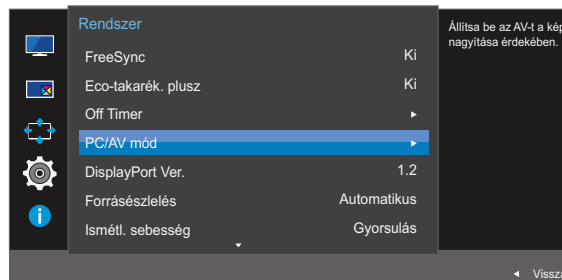 Rendszer
FreeSync Ki
Eco-takarék. plusz Ki
Off Timer
PC/AV mód
DisplayPort Ver. 1.2
Forrásészlelés Automatikus
Ismétl. sebesség Gyorsulás
Állítsa be az AV-t a kép
nagyítása érdekében.
Vissza